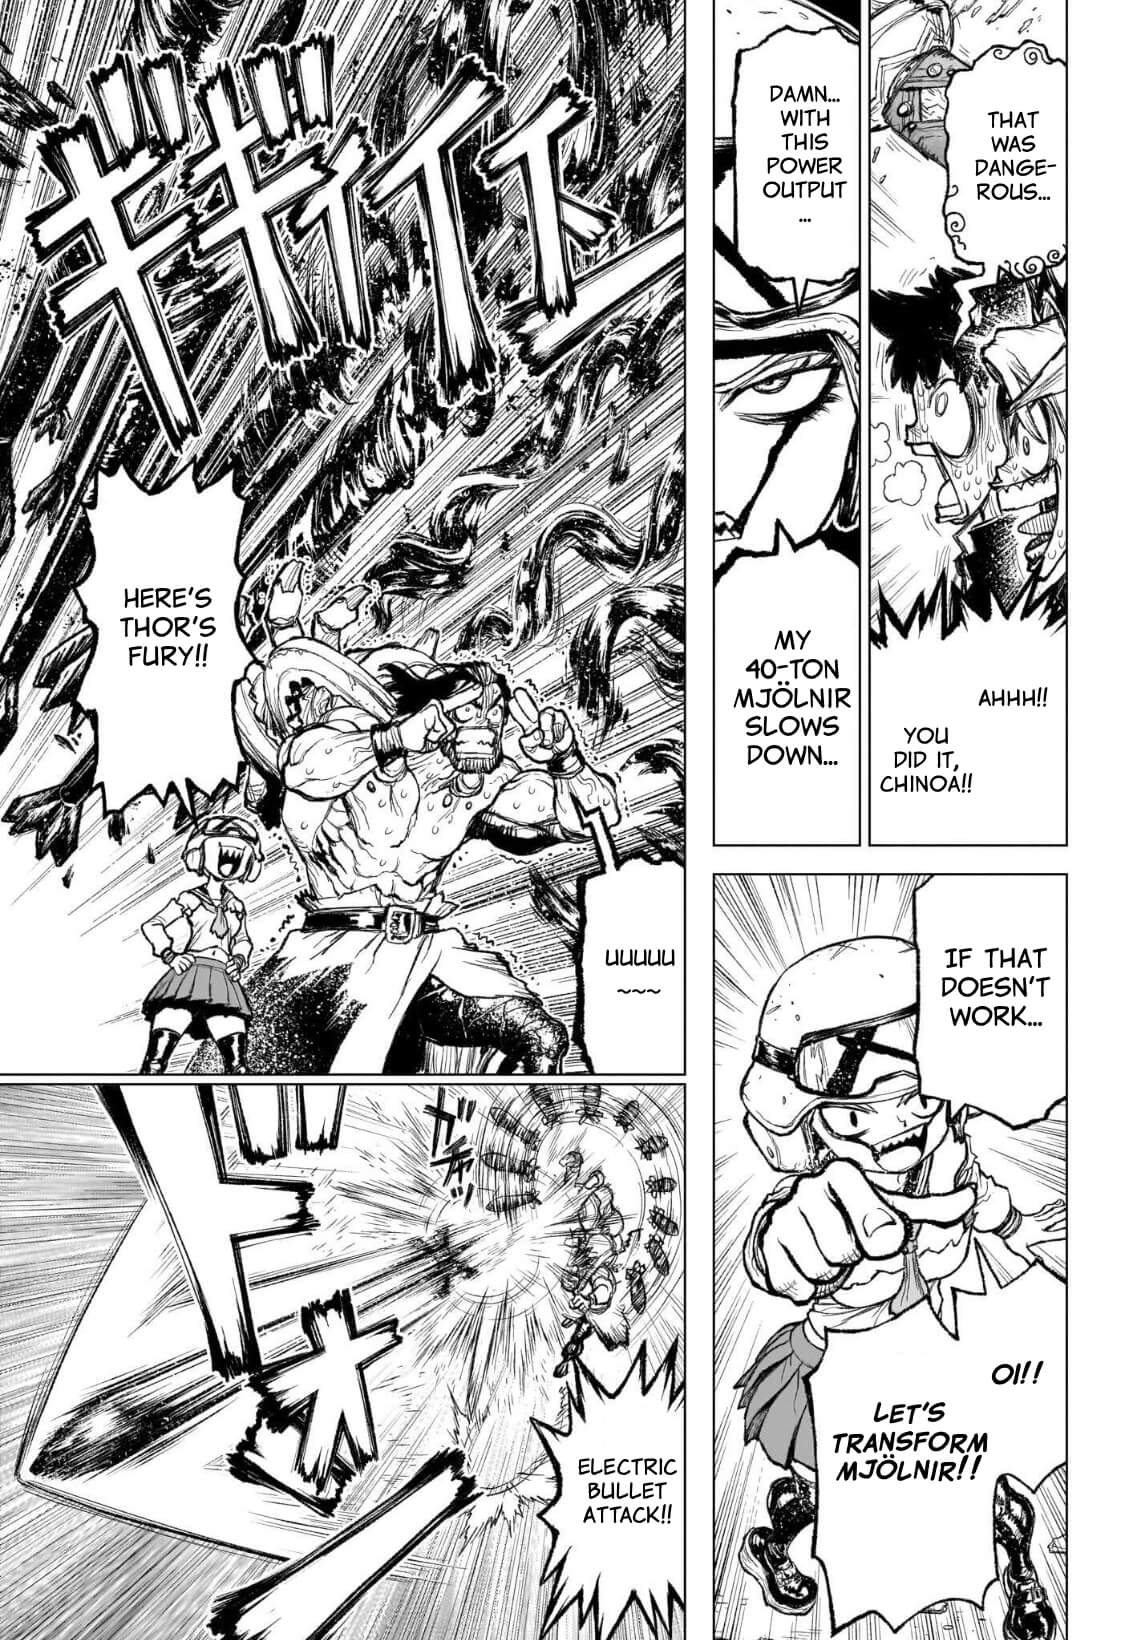 THAT
WAS
DANGE-
ROUS...
AHHH!!
YOU
DID IT,
CHINOA!!
DAMN...
WITH
THIS
POWER
OUTPUT
...
MY
40-TON
MJÖLNIR
SLOWS
DOWN...
IF THAT
DOESN'T
WORK...
OI!!
LET'S
TRANSFORM
MJÖLNIR!!
ギギイイイン
HERE'S
THOR'S
FURY!!
UUUUU
~~~
ELECTRIC
BULLET
ATTACK!!